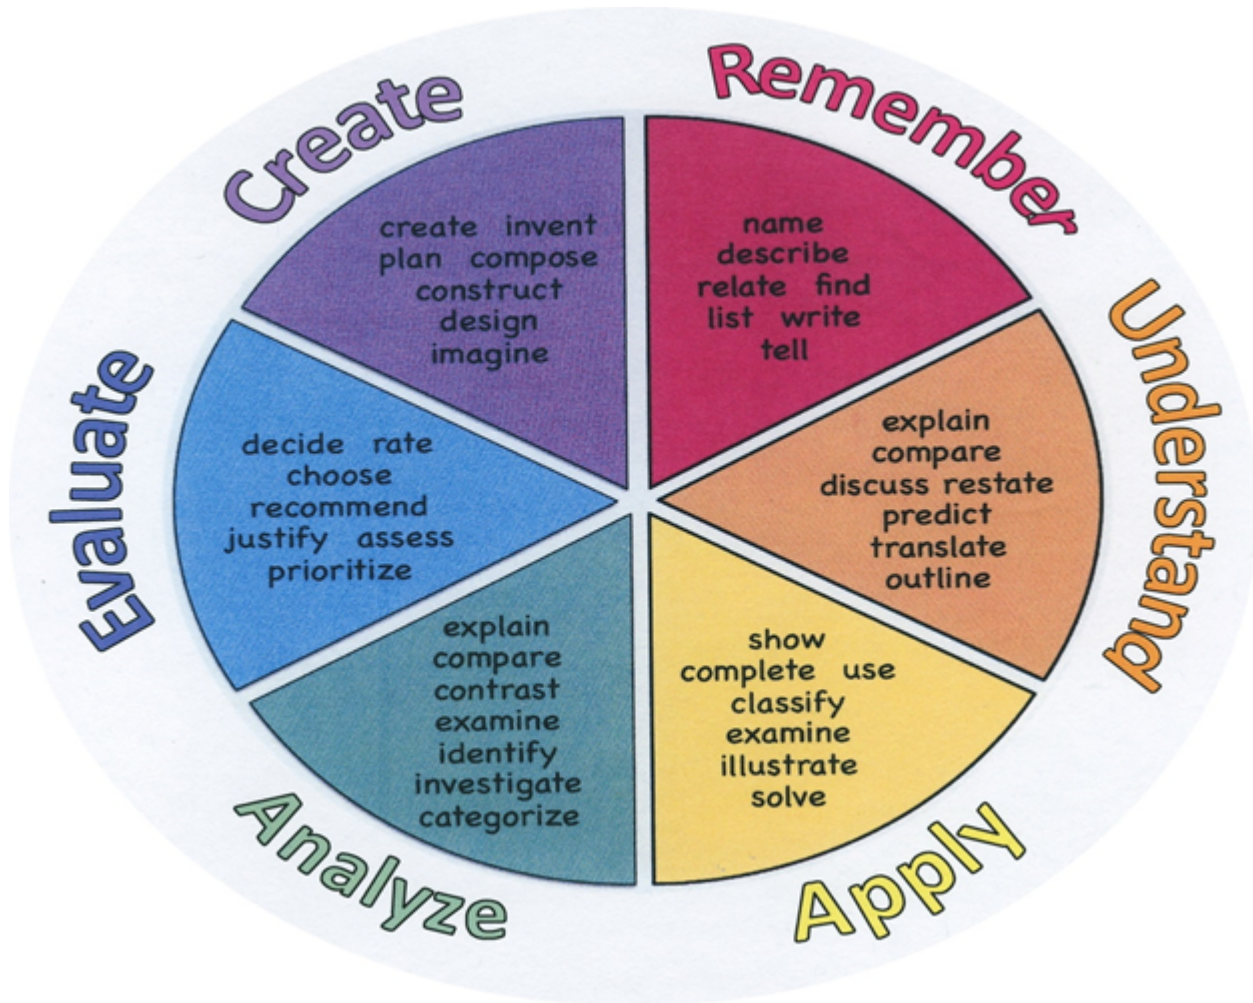 Remember
name
describe
relate find
list write
tell
Understand
explain
compare
discuss restate
predict
translate
outline
Apply
show
complete use
classify
examine
illustrate
solve
Analyze
explain
compare
contrast
examine
identify
investigate
categorize
Evaluate
decide rate
choose
recommend
justify assess
prioritize
Create
create invent
plan compose
construct
design
imagine